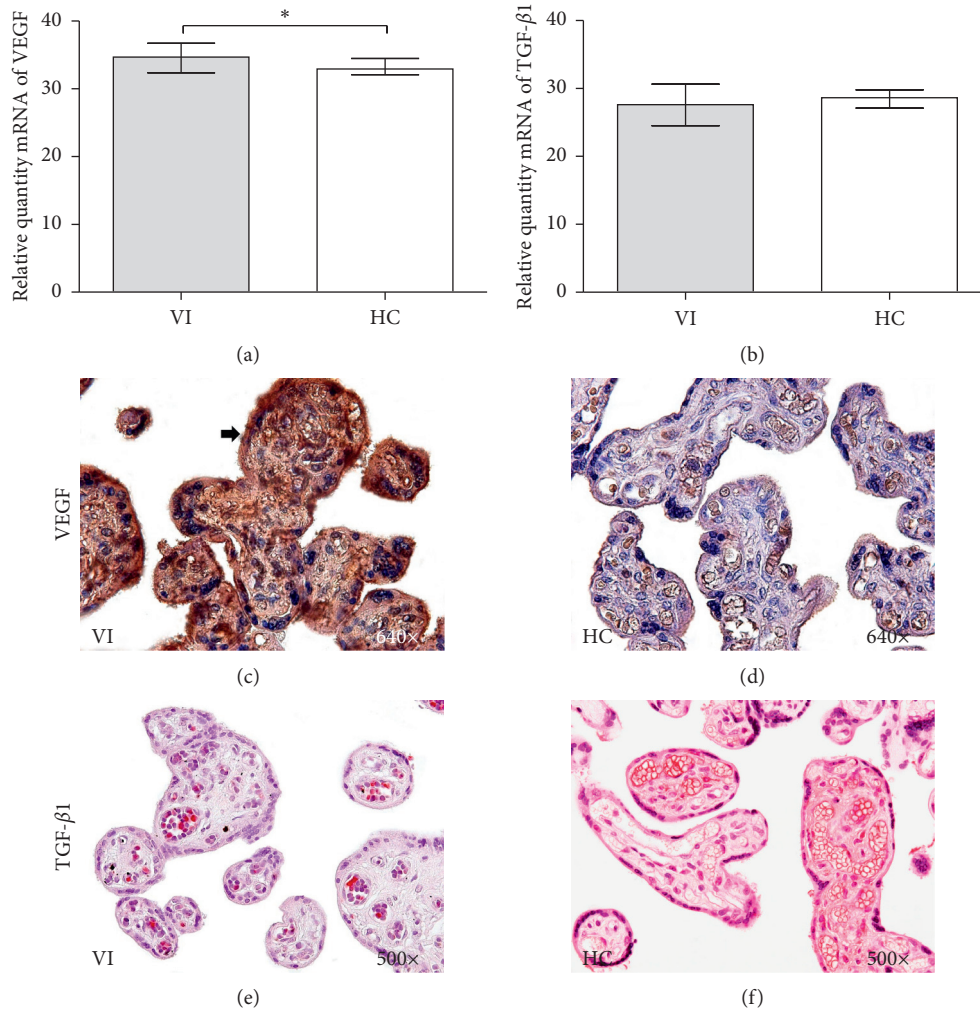 Relative quantity mRNA of VEGF
40
30
20
10
0
*
VI
HC
(a)
Relative quantity mRNA of TGF-β1
40
30
20
10
0
VI
HC
(b)
VEGF
VI
640×
(c)
HC
640×
(d)
TGF-β1
VI
500×
(e)
HC
500×
(f)